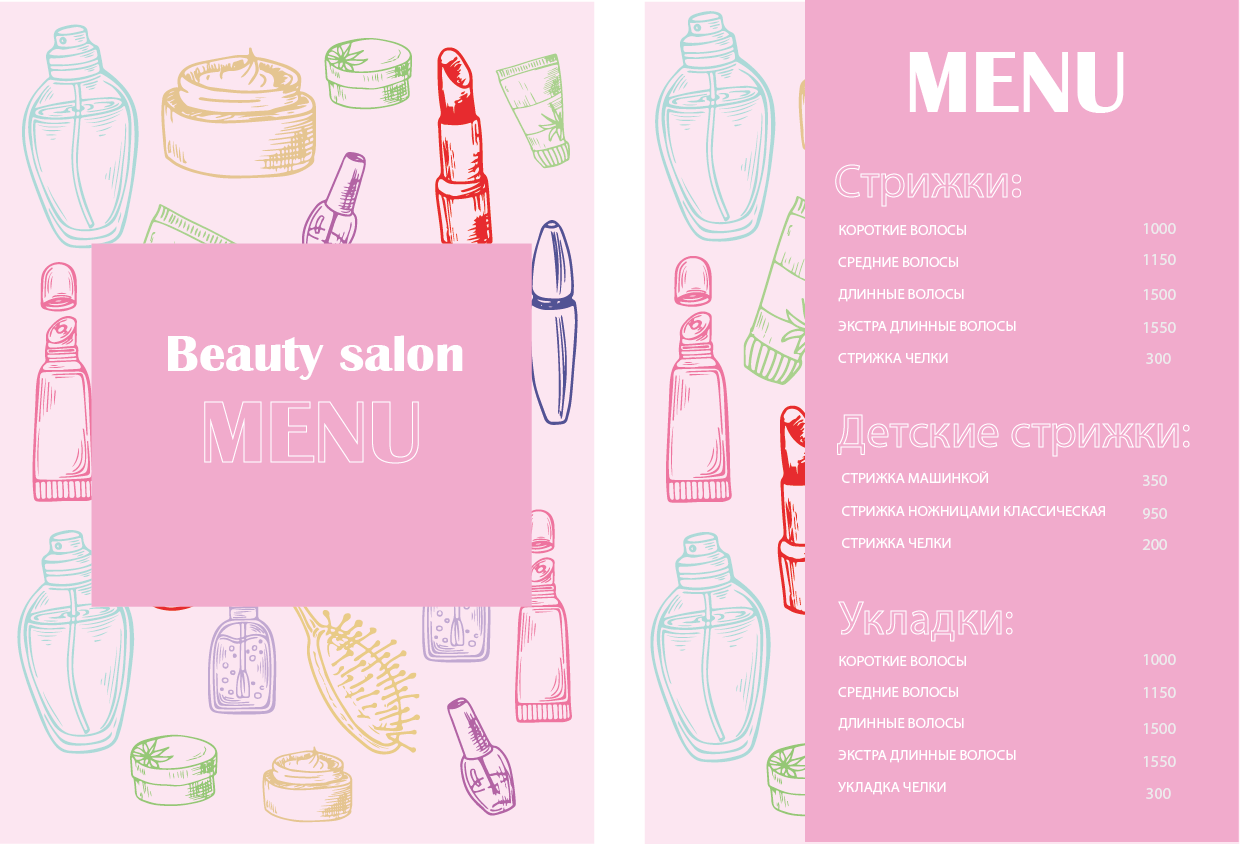 Beauty salon
MENU
MENU
Стрижки:
КОРОТКИЕ ВОЛОСЫ 1000
СРЕДНИЕ ВОЛОСЫ 1150
ДЛИННЫЕ ВОЛОСЫ 1500
ЭКСТРА ДЛИННЫЕ ВОЛОСЫ 1550
СТРИЖКА ЧЕЛКИ 300
Детские стрижки:
СТРИЖКА МАШИНКОЙ 350
СТРИЖКА НОЖНИЦАМИ КЛАССИЧЕСКАЯ 950
СТРИЖКА ЧЕЛКИ 200
Укладки:
КОРОТКИЕ ВОЛОСЫ 1000
СРЕДНИЕ ВОЛОСЫ 1150
ДЛИННЫЕ ВОЛОСЫ 1500
ЭКСТРА ДЛИННЫЕ ВОЛОСЫ 1550
УКЛАДКА ЧЕЛКИ 300